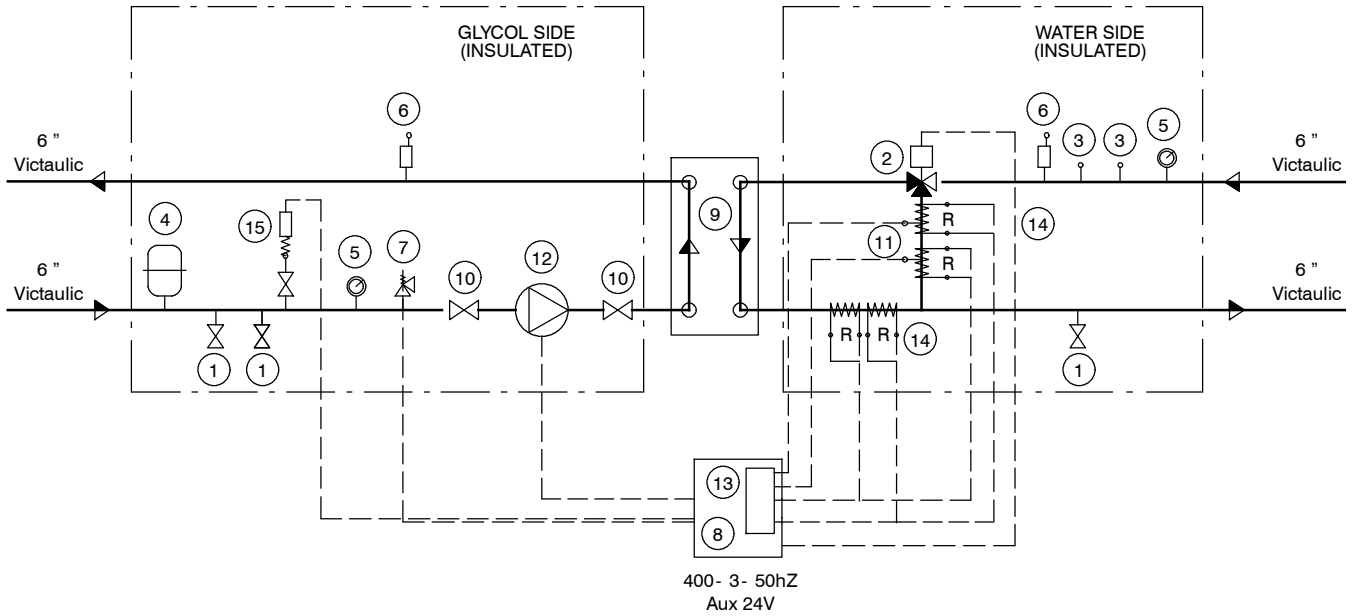 GLYCOL SIDE
(INSULATED)
WATER SIDE
(INSULATED)
6
6
3
3
5
6 ”
Victaulic
2
6 ”
Victaulic
9
R
14
4
15
5
7
12
11
R
10
10
6 ”
Victaulic
6 ”
Victaulic
R
R
14
1
1
1
13
8
400- 3- 50hZ
Aux 24V